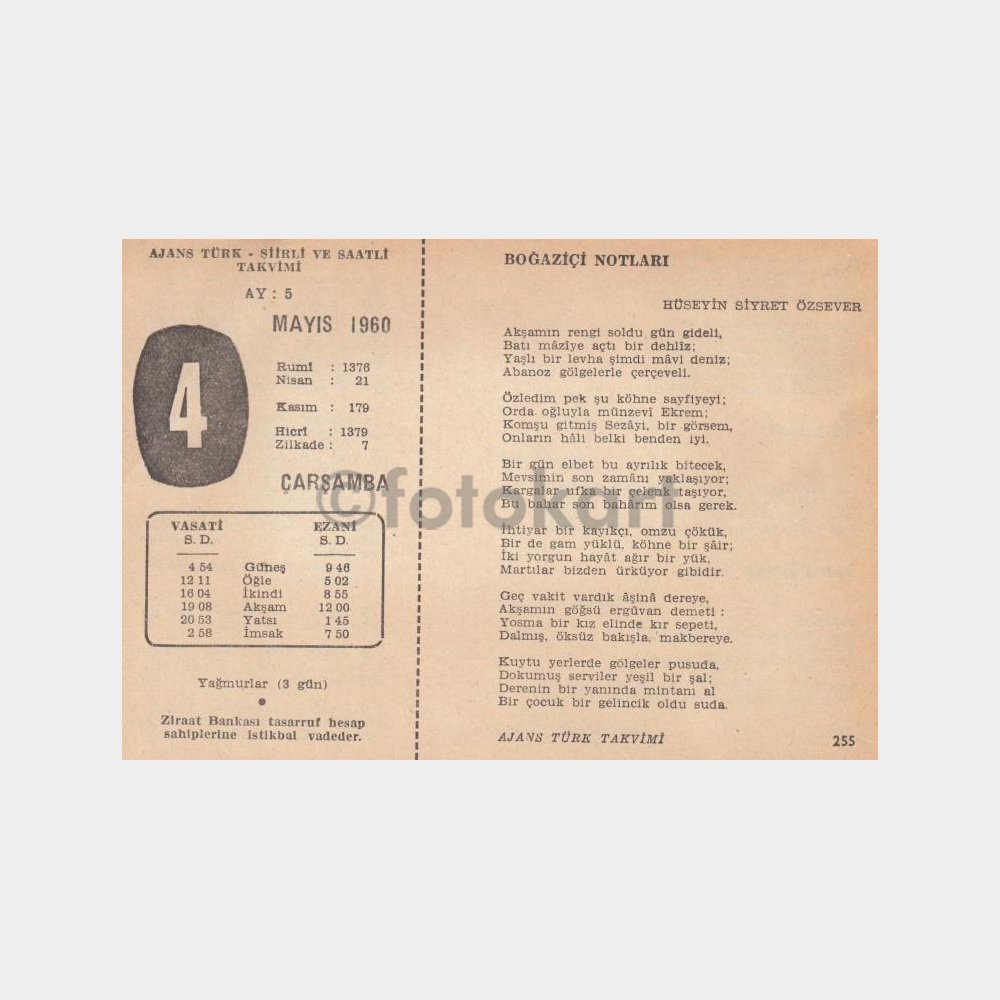 AJANS TÜRK - ŞİİRLİ VE SAATLİ
TAKVİMİ
AY : 5
MAYIS 1960
4
Rumî : 1376
Nisan : 21
Kasım : 179
Hicrî : 1379
Zilkade : 7
ÇARŞAMBA
VASATİ EZANİ
S. D. S. D.
4 54 Güneş 9 46
12 11 Öğle 5 02
16 04 İkindi 8 55
19 08 Akşam 12 00
20 53 Yatsı 1 45
2 58 İmsak 7 50
Yağmurlar (3 gün)
Ziraat Bankası tasarruf hesap
sahiplerine istikbal vadeder.
BOĞAZİÇİ NOTLARI
HÜSEYİN SİYRET ÖZSEVER
Akşamın rengi soldu gün gideli,
Batı mâziye açtı bir dehlîz;
Yaşlı bir levha şimdi mâvi deniz;
Abanoz gölgelerle çerçeveli.
Özledim pek şu köhne sayfiyeyi;
Orda oğluyla münzevî Ekrem;
Komşu gitmiş Sezâyi, bir görsem,
Onların hâli belki benden iyi.
Bir gün elbet bu ayrılık bitecek,
Mevsimin son zamânı yaklaşıyor;
Kargalar ufka bir çelenk taşıyor,
Bu bahar son bahârım olsa gerek.
İhtiyar bir kayıkçı, omzu çökük,
Bir de gam yüklü, köhne bir şâir;
İki yorgun hayât ağır bir yük,
Martılar bizden ürküyor gibidir.
Geç vakit vardık âşinâ dereye,
Akşamın göğsü ergûvan demeti :
Yosma bir kız elinde kır sepeti,
Dalmış, öksüz bakışla, makbereye.
Kuytu yerlerde gölgeler pusuda,
Dokumuş serviler yeşil bir şal;
Derenin bir yanında mintanı al
Bir çocuk bir gelincik oldu suda.
AJANS TÜRK TAKVİMİ 255
©fotokart